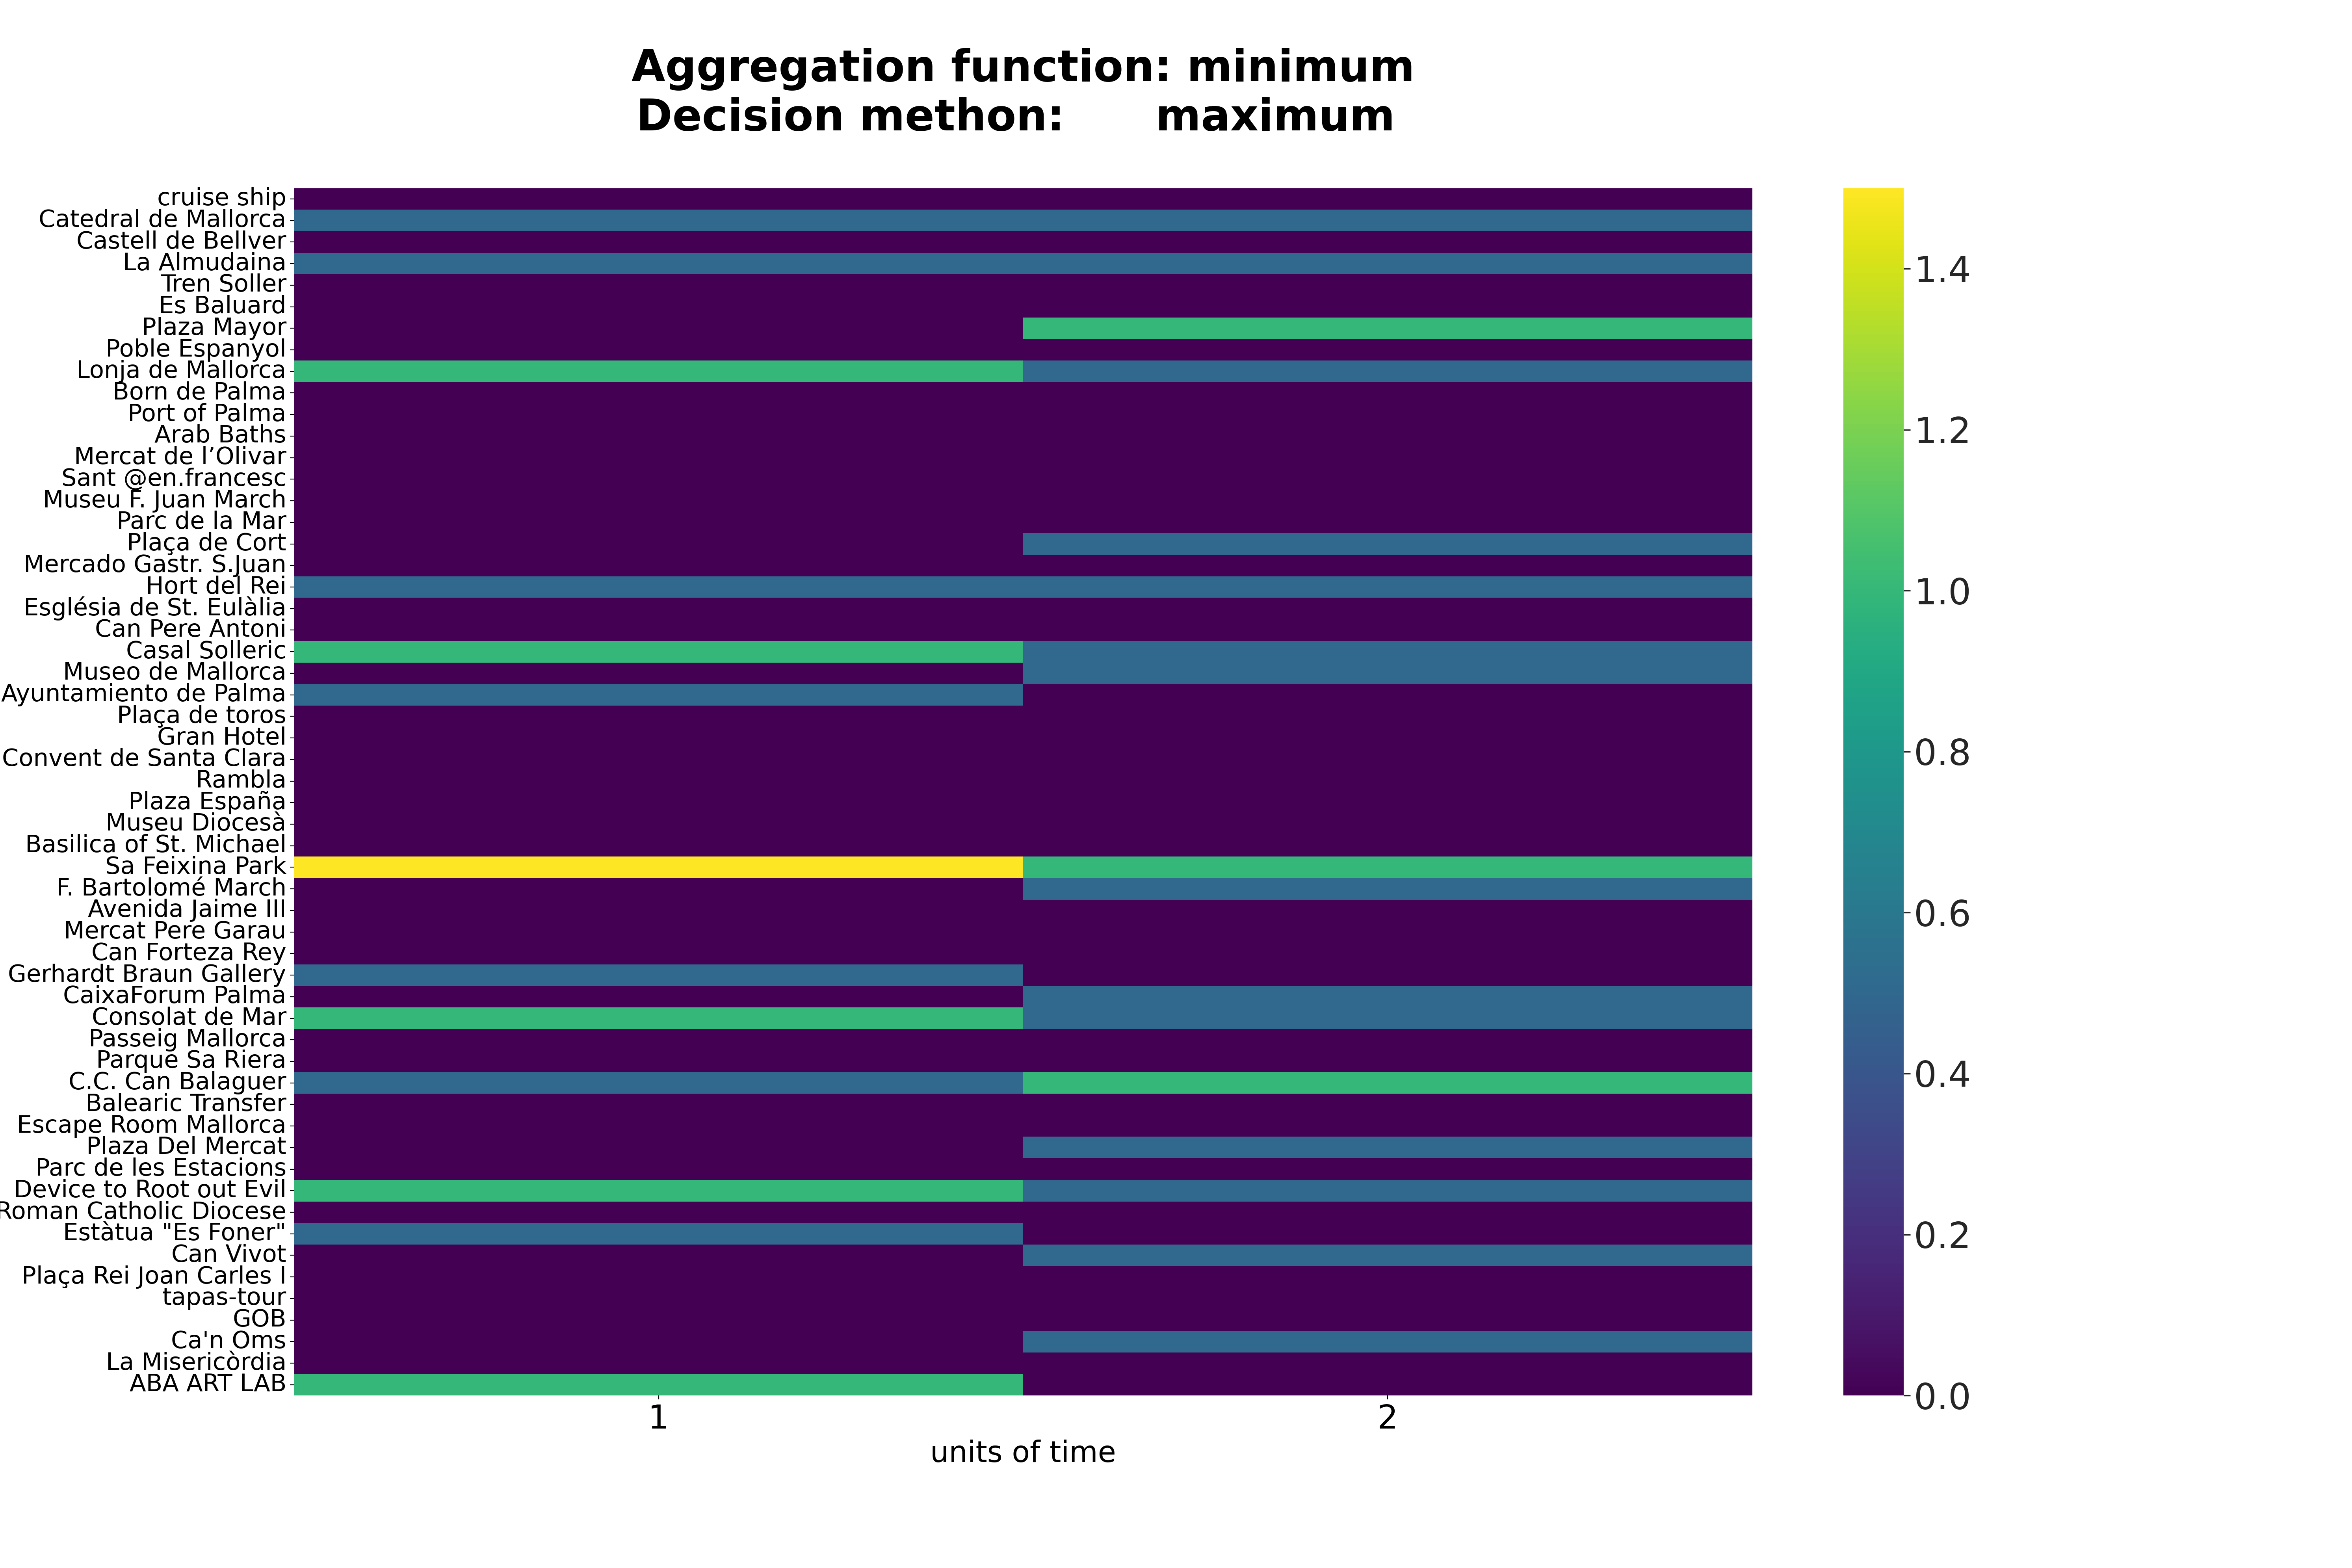 Aggregation function: minimum
Decision methon: maximum
cruise ship
Catedral de Mallorca
Castell de Bellver
La Almudaina
Tren Soller
Es Baluard
Plaza Mayor
Poble Espanyol
Lonja de Mallorca
Born de Palma
Port of Palma
Arab Baths
Mercat de l’Olivar
Sant @en.francesc
Museu F. Juan March
Parc de la Mar
Plaça de Cort
Mercado Gastr. S.Juan
Hort del Rei
Església de St. Eulàlia
Can Pere Antoni
Casal Solleric
Museo de Mallorca
Ayuntamiento de Palma
Plaça de toros
Gran Hotel
Convent de Santa Clara
Rambla
Plaza España
Museu Diocesà
Basilica of St. Michael
Sa Feixina Park
F. Bartolomé March
Avenida Jaime III
Mercat Pere Garau
Can Forteza Rey
Gerhardt Braun Gallery
CaixaForum Palma
Consolat de Mar
Passeig Mallorca
Parque Sa Riera
C.C. Can Balaguer
Balearic Transfer
Escape Room Mallorca
Plaza Del Mercat
Parc de les Estacions
Device to Root out Evil
Roman Catholic Diocese
Estàtua "Es Foner"
Can Vivot
Plaça Rei Joan Carles I
tapas-tour
GOB
Ca'n Oms
La Misericòrdia
ABA ART LAB
1 2
units of time
1.4
1.2
1.0
0.8
0.6
0.4
0.2
0.0